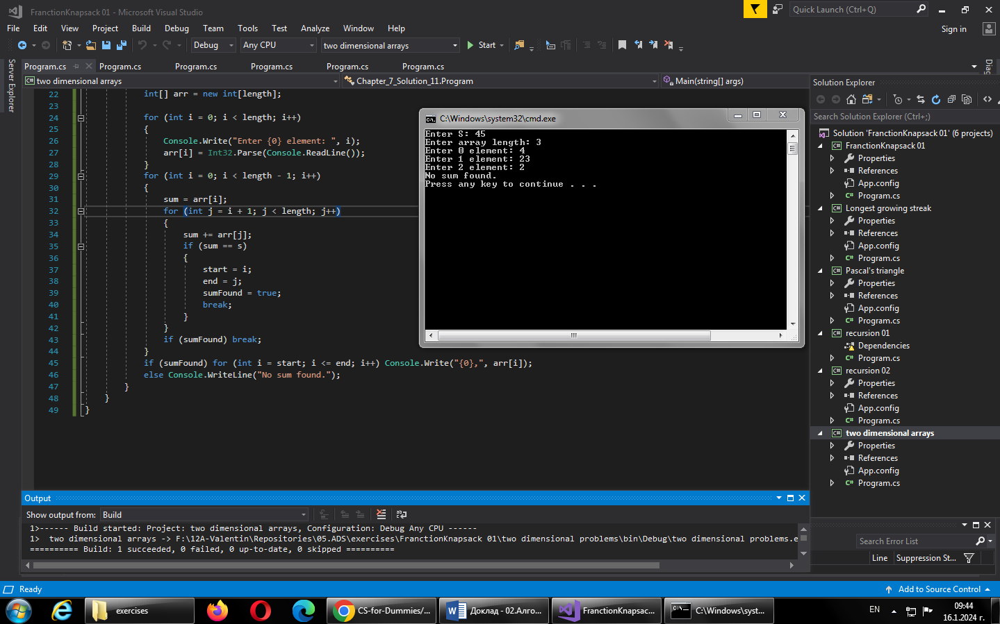 FranctionKnapsack 01 - Microsoft Visual Studio
Quick Launch (Ctrl+Q)
File Edit View Project Build Debug Team Tools Test Analyze Window Help
Sign in
Debug Any CPU two dimensional arrays Start
Server Explorer
Program.cs Program.cs Program.cs Program.cs Program.cs Program.cs
Diag
two dimensional arrays Chapter_7_Solution_11.Program Main(string[] args)
22 int[] arr = new int[length];
23
24 for (int i = 0; i < length; i++)
25 {
26 Console.Write("Enter {0} element: ", i);
27 arr[i] = Int32.Parse(Console.ReadLine());
28 }
29 for (int i = 0; i < length - 1; i++)
30 {
31 sum = arr[i];
32 for (int j = i + 1; j < length; j++)
33 {
34 sum += arr[j];
35 if (sum == s)
36 {
37 start = i;
38 end = j;
39 sumFound = true;
40 break;
41 }
42 }
43 if (sumFound) break;
44 }
45 if (sumFound) for (int i = start; i <= end; i++) Console.Write("{0},", arr[i]);
46 else Console.WriteLine("No sum found.");
47 }
48 }
49 }
C:\Windows\system32\cmd.exe
Enter S: 45
Enter array length: 3
Enter 0 element: 4
Enter 1 element: 23
Enter 2 element: 2
No sum found.
Press any key to continue . . .
Solution Explorer
Search Solution Explorer (Ctrl+;)
Solution 'FranctionKnapsack 01' (6 projects)
FranctionKnapsack 01
Properties
References
App.config
Program.cs
Longest growing streak
Properties
References
App.config
Program.cs
Pascal's triangle
Properties
References
App.config
Program.cs
recursion 01
Dependencies
Program.cs
recursion 02
Properties
References
App.config
Program.cs
two dimensional arrays
Properties
References
App.config
Program.cs
Output
Show output from: Build
1>------ Build started: Project: two dimensional arrays, Configuration: Debug Any CPU ------
1> two dimensional arrays -> F:\12A-Valentin\Repositories\05.ADS\exercises\FranctionKnapsack 01\two dimensional problems\bin\Debug\two dimensional problems.e
========== Build: 1 succeeded, 0 failed, 0 up-to-date, 0 skipped ==========
Search Error List
Line Suppression St...
Ready
Add to Source Control
exercises
CS-for-Dummies/...
Доклад - 02.Алго...
FranctionKnapsac...
C:\Windows\syst...
EN
09:44
16.1.2024 г.